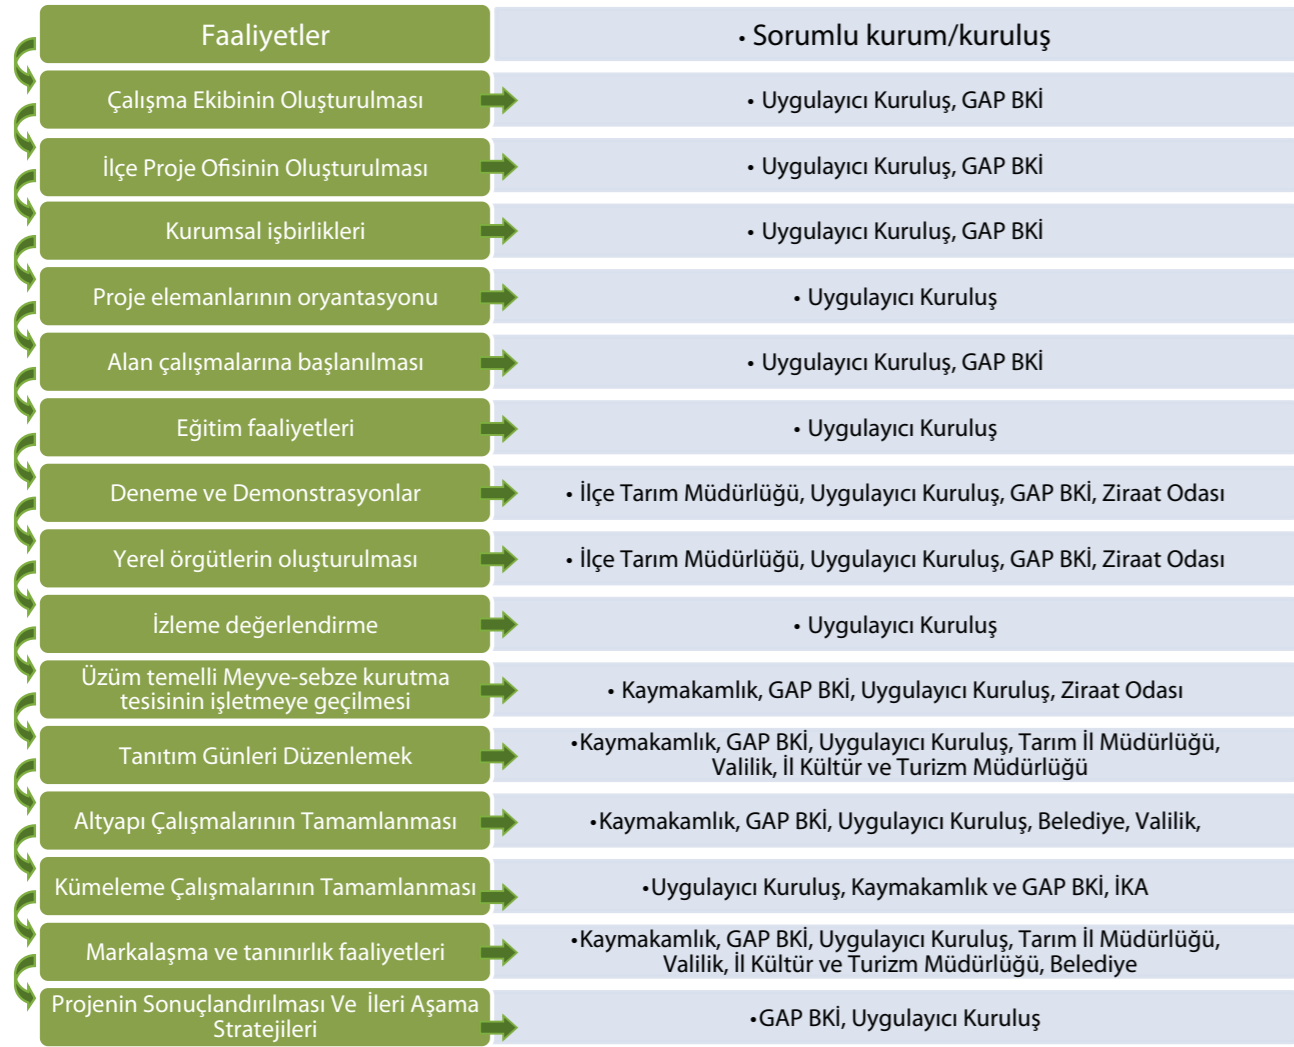 Faaliyetler
• Sorumlu kurum/kuruluş
Çalışma Ekibinin Oluşturulması
• Uygulayıcı Kuruluş, GAP BKİ
İlçe Proje Ofisinin Oluşturulması
• Uygulayıcı Kuruluş, GAP BKİ
Kurumsal işbirlikleri
• Uygulayıcı Kuruluş, GAP BKİ
Proje elemanlarının oryantasyonu
• Uygulayıcı Kuruluş
Alan çalışmalarına başlanılması
• Uygulayıcı Kuruluş, GAP BKİ
Eğitim faaliyetleri
• Uygulayıcı Kuruluş
Deneme ve Demonstrasyonlar
• İlçe Tarım Müdürlüğü, Uygulayıcı Kuruluş, GAP BKİ, Ziraat Odası
Yerel örgütlerin oluşturulması
• İlçe Tarım Müdürlüğü, Uygulayıcı Kuruluş, GAP BKİ, Ziraat Odası
İzleme değerlendirme
• Uygulayıcı Kuruluş
Üzüm temelli Meyve-sebze kurutma
tesisinin işletmeye geçilmesi
• Kaymakamlık, GAP BKİ, Uygulayıcı Kuruluş, Ziraat Odası
Tanıtım Günleri Düzenlemek
•Kaymakamlık, GAP BKİ, Uygulayıcı Kuruluş, Tarım İl Müdürlüğü,
Valilik, İl Kültür ve Turizm Müdürlüğü
Altyapı Çalışmalarının Tamamlanması
•Kaymakamlık, GAP BKİ, Uygulayıcı Kuruluş, Belediye, Valilik,
Kümeleme Çalışmalarının Tamamlanması
•Uygulayıcı Kuruluş, Kaymakamlık ve GAP BKİ, İKA
Markalaşma ve tanınırlık faaliyetleri
•Kaymakamlık, GAP BKİ, Uygulayıcı Kuruluş, Tarım İl Müdürlüğü,
Valilik, İl Kültür ve Turizm Müdürlüğü, Belediye
Projenin Sonuçlandırılması Ve İleri Aşama
Stratejileri
•GAP BKİ, Uygulayıcı Kuruluş